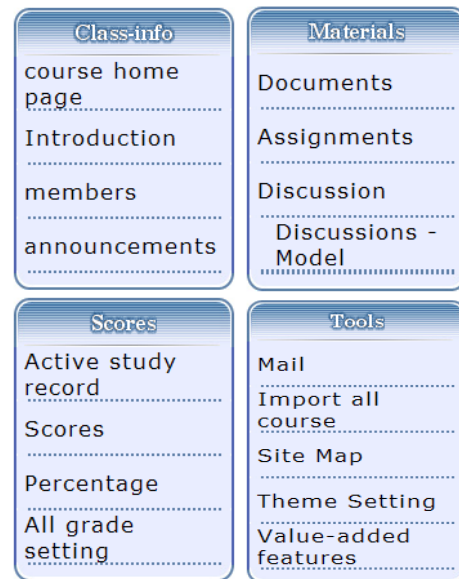 Class-info
course home
page
Introduction
members
announcements
Materials
Documents
Assignments
Discussion
Discussions -
Model
Scores
Active study
record
Scores
Percentage
All grade
setting
Tools
Mail
Import all
course
Site Map
Theme Setting
Value-added
features